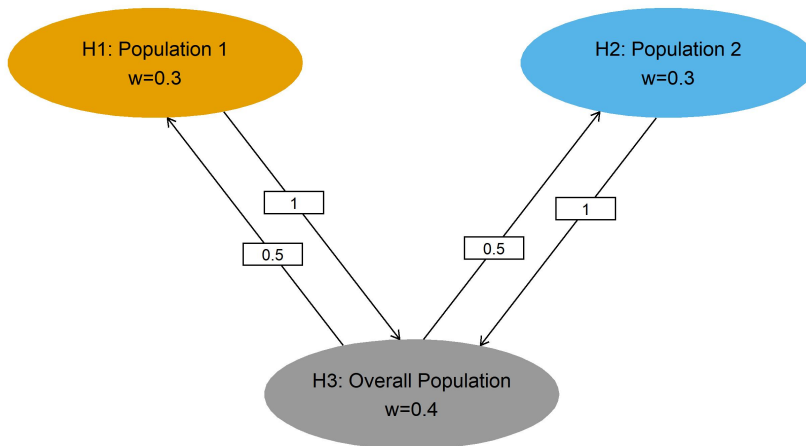 H1: Population 1
w=0.3
H2: Population 2
w=0.3
1
1
0.5
0.5
H3: Overall Population
w=0.4